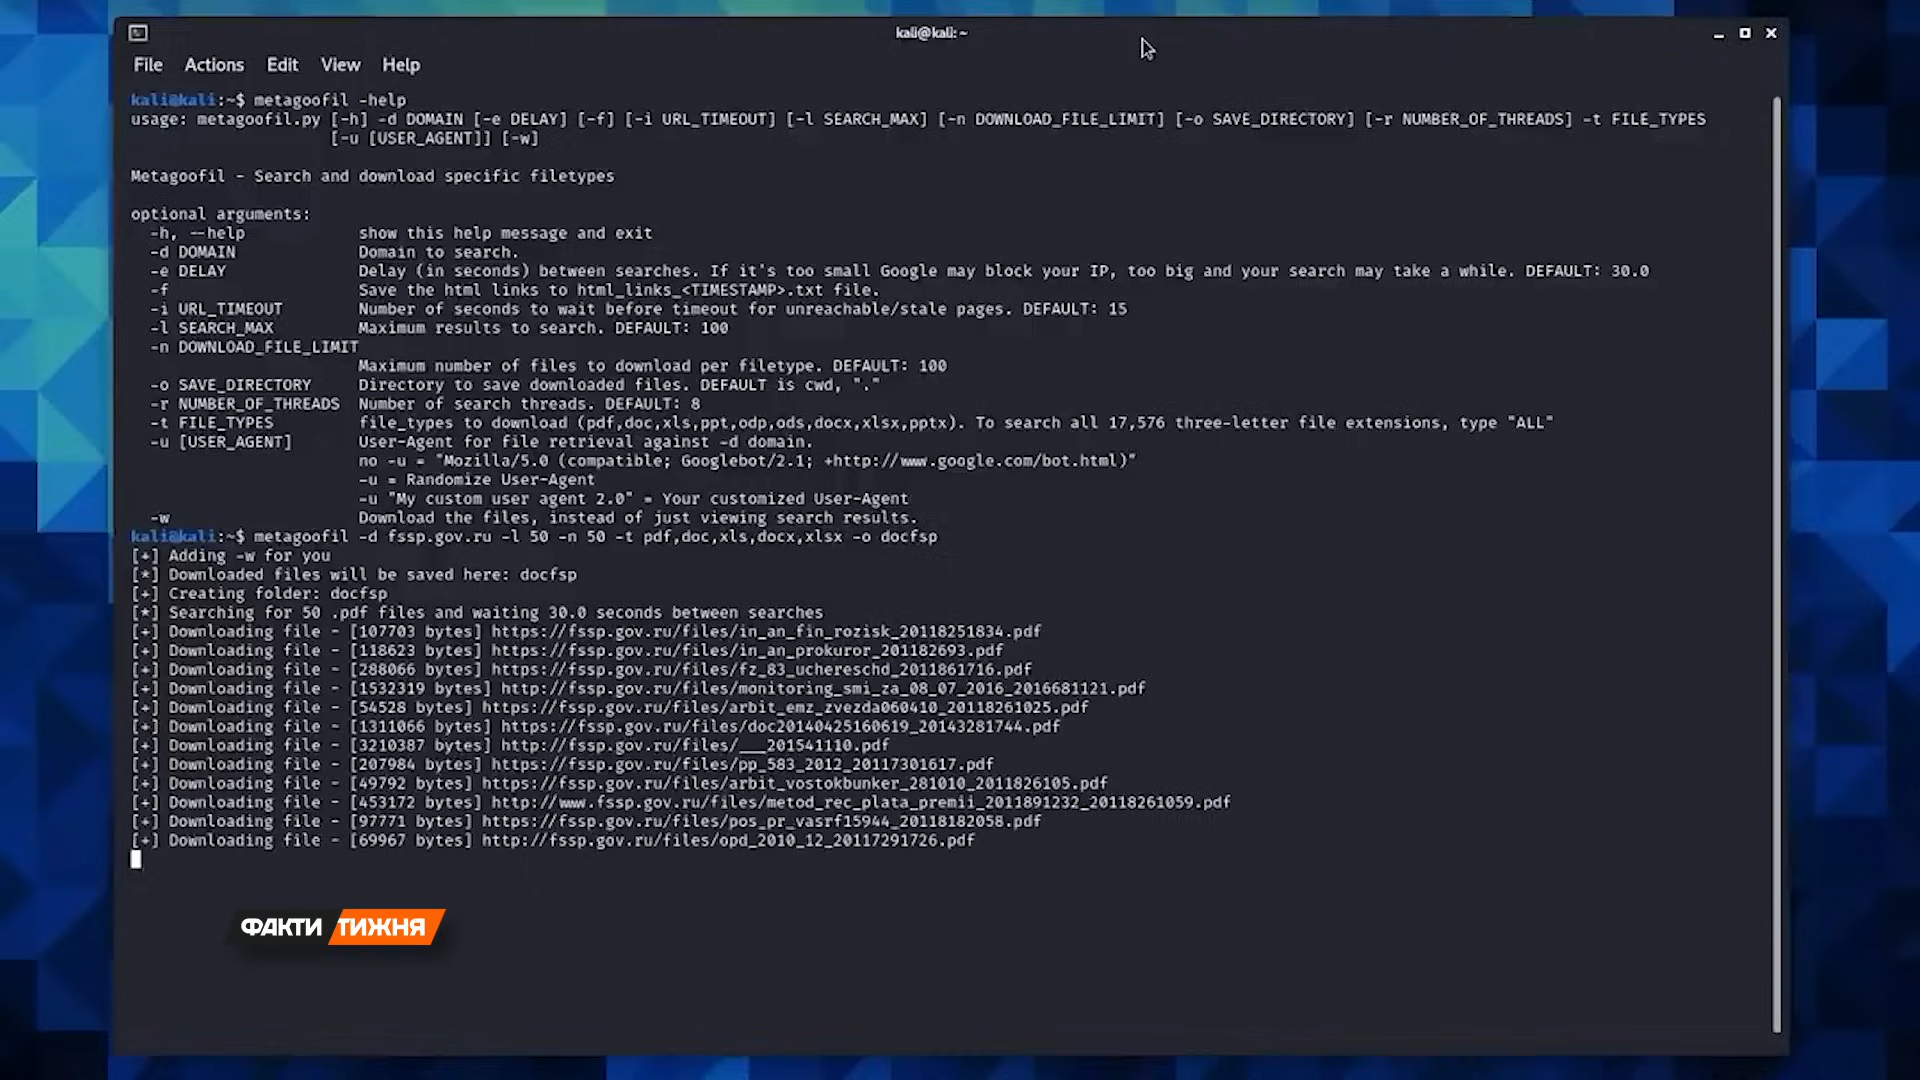 kali@kali: ~
File Actions Edit View Help
kali@kali:~$ metagoofil -help
usage: metagoofil.py [-h] -d DOMAIN [-e DELAY] [-f] [-i URL_TIMEOUT] [-l SEARCH_MAX] [-n DOWNLOAD_FILE_LIMIT] [-o SAVE_DIRECTORY] [-r NUMBER_OF_THREADS] -t FILE_TYPES
[-u [USER_AGENT]] [-w]
Metagoofil - Search and download specific filetypes
optional arguments:
-h, --help show this help message and exit
-d DOMAIN Domain to search.
-e DELAY Delay (in seconds) between searches. If it's too small Google may block your IP, too big and your search may take a while. DEFAULT: 30.0
-f Save the html links to html_links_<TIMESTAMP>.txt file.
-i URL_TIMEOUT Number of seconds to wait before timeout for unreachable/stale pages. DEFAULT: 15
-l SEARCH_MAX Maximum results to search. DEFAULT: 100
-n DOWNLOAD_FILE_LIMIT
Maximum number of files to download per filetype. DEFAULT: 100
-o SAVE_DIRECTORY Directory to save downloaded files. DEFAULT is cwd, "."
-r NUMBER_OF_THREADS Number of search threads. DEFAULT: 8
-t FILE_TYPES file_types to download (pdf,doc,xls,ppt,odp,ods,docx,xlsx,pptx). To search all 17,576 three-letter file extensions, type "ALL"
-u [USER_AGENT] User-Agent for file retrieval against -d domain.
no -u = "Mozilla/5.0 (compatible; Googlebot/2.1; +http://www.google.com/bot.html)"
-u = Randomize User-Agent
-u "My custom user agent 2.0" = Your customized User-Agent
-w Download the files, instead of just viewing search results.
kali@kali:~$ metagoofil -d fssp.gov.ru -l 50 -n 50 -t pdf,doc,xls,docx,xlsx -o docfsp
[+] Adding -w for you
[*] Downloaded files will be saved here: docfsp
[+] Creating folder: docfsp
[*] Searching for 50 .pdf files and waiting 30.0 seconds between searches
[+] Downloading file - [107703 bytes] https://fssp.gov.ru/files/in_an_fin_rozisk_20118251834.pdf
[+] Downloading file - [118623 bytes] https://fssp.gov.ru/files/in_an_prokuror_201182693.pdf
[+] Downloading file - [288066 bytes] https://fssp.gov.ru/files/fz_83_uchereschd_2011861716.pdf
[+] Downloading file - [1532319 bytes] http://fssp.gov.ru/files/monitoring_smi_za_08_07_2016_2016681121.pdf
[+] Downloading file - [54528 bytes] https://fssp.gov.ru/files/arbit_emz_zvezda060410_20118261025.pdf
[+] Downloading file - [1311066 bytes] https://fssp.gov.ru/files/doc20140425160619_20143281744.pdf
[+] Downloading file - [3210387 bytes] http://fssp.gov.ru/files/___201541110.pdf
[+] Downloading file - [207984 bytes] https://fssp.gov.ru/files/pp_583_2012_20117301617.pdf
[+] Downloading file - [49792 bytes] https://fssp.gov.ru/files/arbit_vostokbunker_281010_2011826105.pdf
[+] Downloading file - [453172 bytes] http://www.fssp.gov.ru/files/metod_rec_plata_premii_2011891232_20118261059.pdf
[+] Downloading file - [97771 bytes] https://fssp.gov.ru/files/pos_pr_vasrf15944_20118182058.pdf
[+] Downloading file - [69967 bytes] http://fssp.gov.ru/files/opd_2010_12_20117291726.pdf
ФАКТИ ТИЖНЯ